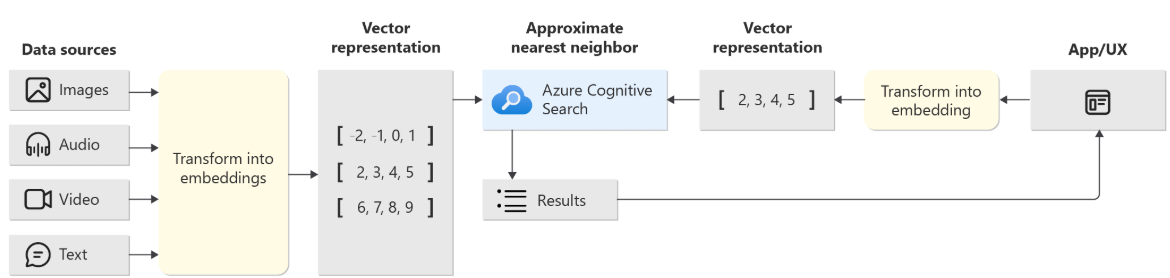 Data sources
Images
Audio
Video
Text
Transform into
embeddings
Vector
representation
[ -2, -1, 0, 1 ]
[ 2, 3, 4, 5 ]
[ 6, 7, 8, 9 ]
Approximate
nearest neighbor
Azure Cognitive
Search
Results
Vector
representation
[ 2, 3, 4, 5 ]
Transform into
embedding
App/UX